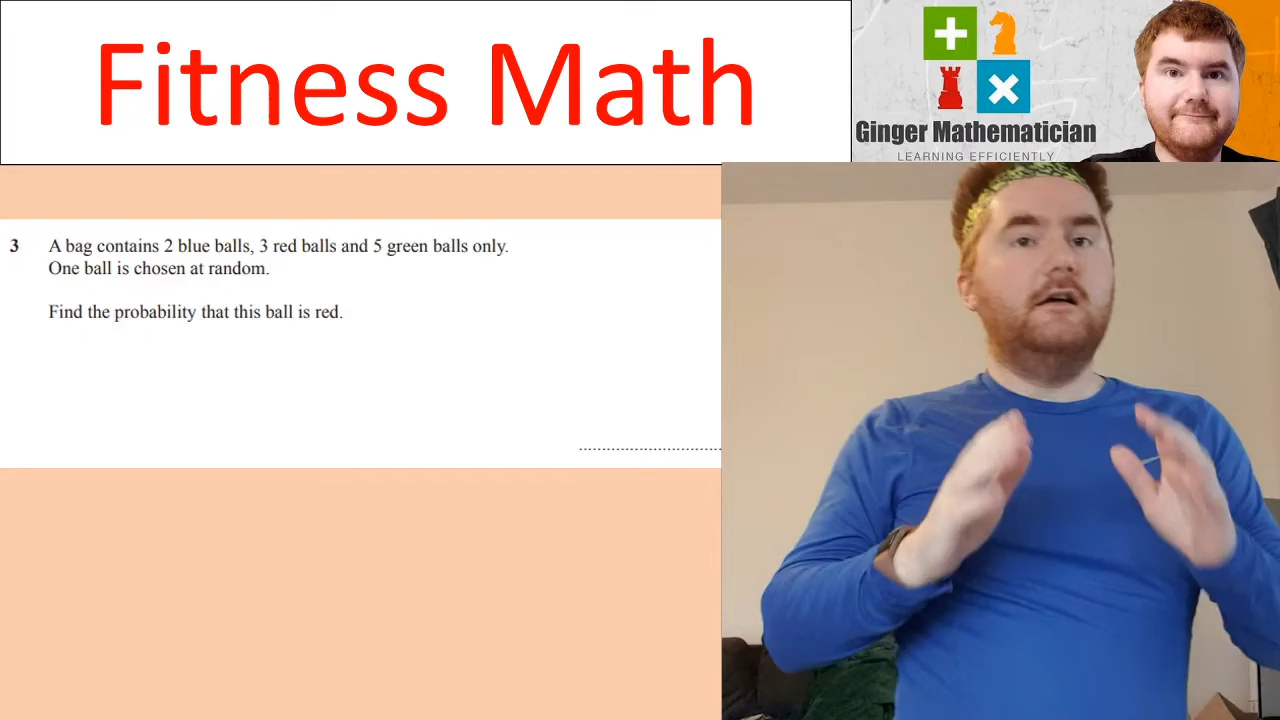 Fitness Math
Ginger Mathematician
LEARNING EFFICIENTLY
3 A bag contains 2 blue balls, 3 red balls and 5 green balls only.
One ball is chosen at random.
Find the probability that this ball is red.